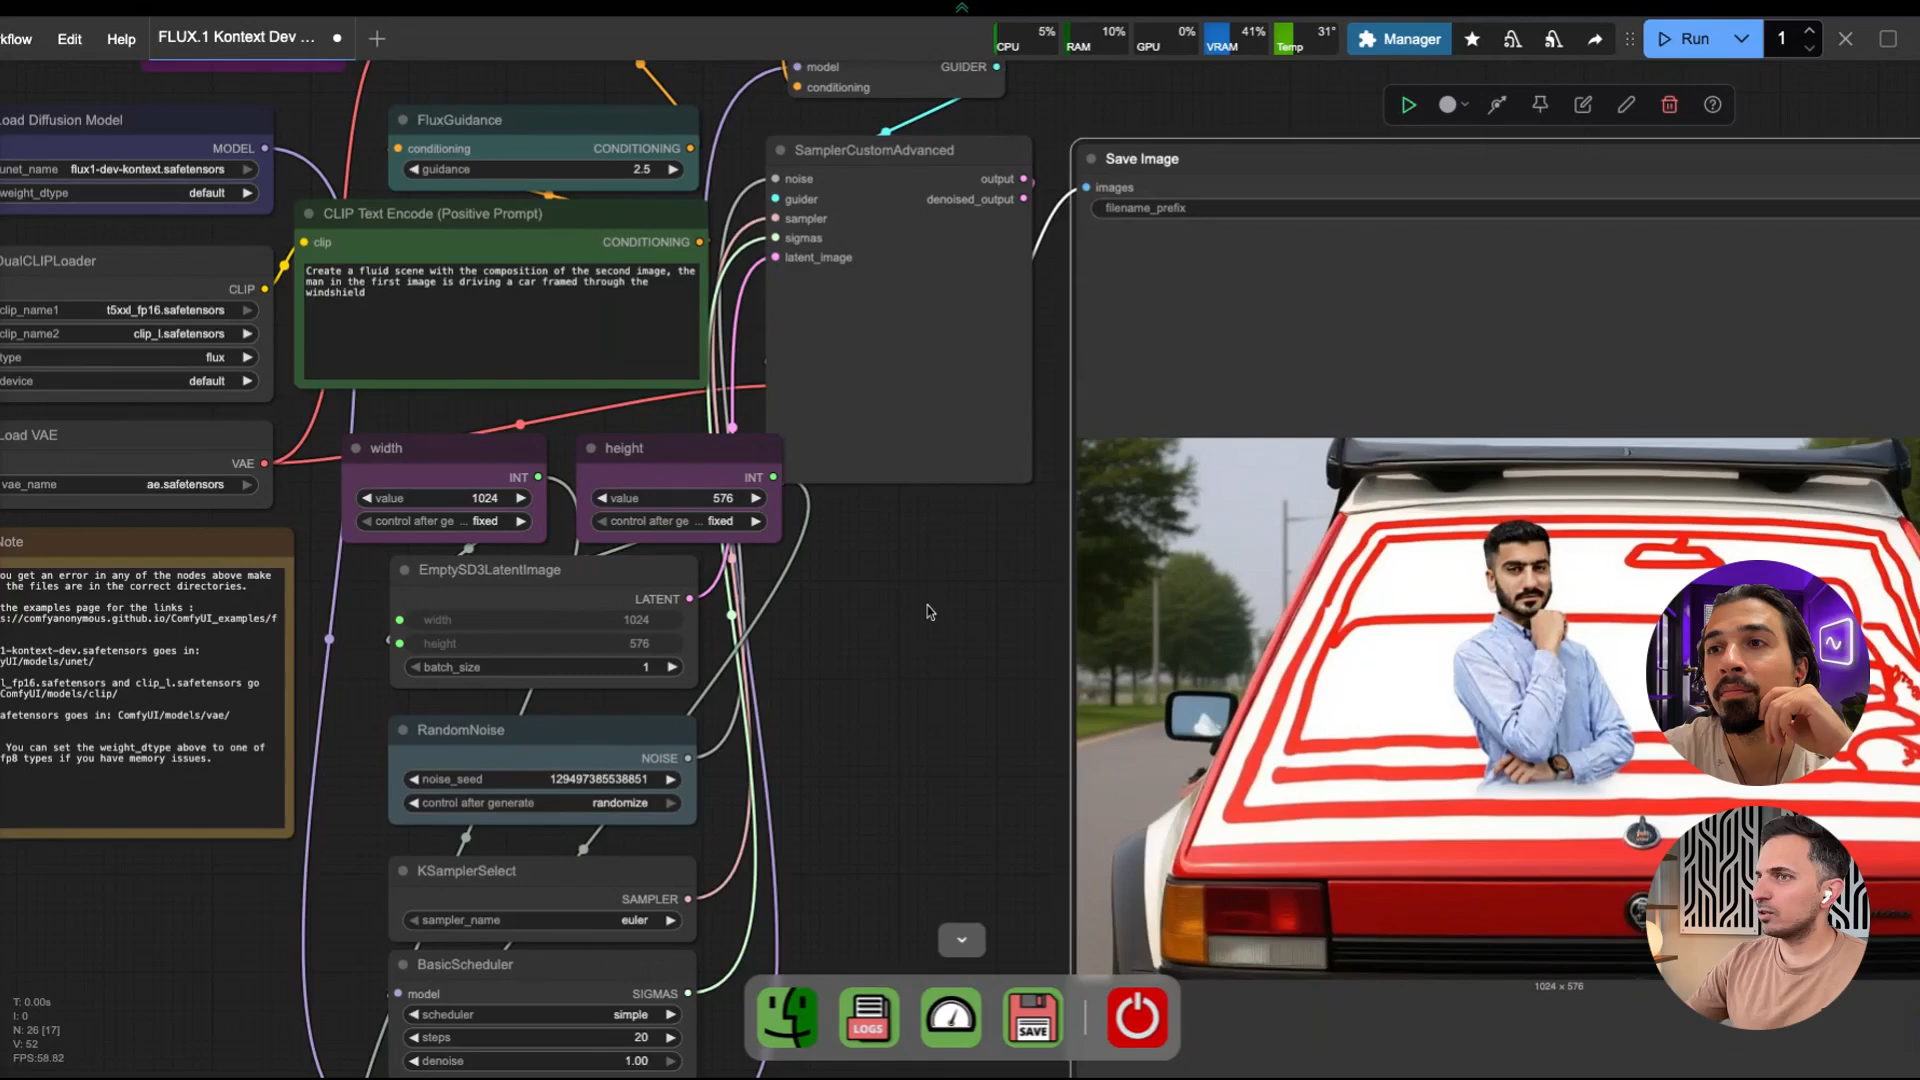 rkflow
Edit
Help
FLUX.1 Kontext Dev ...
CPU
5%
RAM
10%
GPU
0%
VRAM
41%
Temp
31°
Manager
Run
1
model
GUIDER
conditioning
Load Diffusion Model
MODEL
unet_name flux1-dev-kontext.safetensors
weight_dtype default
FluxGuidance
conditioning CONDITIONING
guidance 2.5
DualCLIPLoader
CLIP
clip_name1 t5xxl_fp16.safetensors
clip_name2 clip_l.safetensors
type flux
device default
CLIP Text Encode (Positive Prompt)
clip CONDITIONING
Create a fluid scene with the composition of the second image, the
man in the first image is driving a car framed through the
windshield
SamplerCustomAdvanced
noise output
guider denoised_output
sampler
sigmas
latent_image
Save Image
images
filename_prefix
Load VAE
VAE
vae_name ae.safetensors
width
INT
value 1024
control after ge ... fixed
height
INT
value 576
control after ge ... fixed
Note
ou get an error in any of the nodes above make
the files are in the correct directories.
the examples page for the links :
s://comfyanonymous.github.io/ComfyUI_examples/f
1-kontext-dev.safetensors goes in:
yUI/models/unet/
l_fp16.safetensors and clip_l.safetensors go
ComfyUI/models/clip/
afetensors goes in: ComfyUI/models/vae/
You can set the weight_dtype above to one of
fp8 types if you have memory issues.
EmptySD3LatentImage
LATENT
width 1024
height 576
batch_size 1
RandomNoise
NOISE
noise_seed 129497385538851
control after generate randomize
KSamplerSelect
SAMPLER
sampler_name euler
BasicScheduler
model SIGMAS
scheduler simple
steps 20
denoise 1.00
T: 0.00s
I: 0
N: 26 [17]
V: 52
FPS:58.82
LOGS
SAVE
1024 × 576